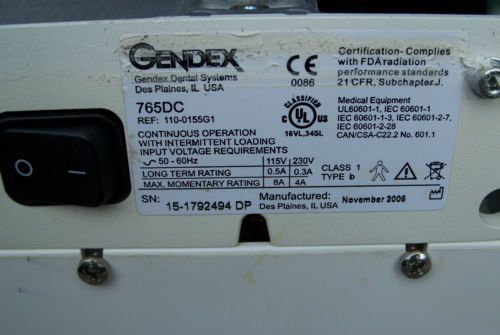 GENDEX
Gendex Dental Systems
Des Plaines, IL USA
CE
0086
Certification- Complies
with FDA radiation
performance standards
21 CFR, Subchapter J.
765DC
REF: 110-0155G1
CLASSIFIED
C UL US
16VL, 34SL
Medical Equipment
UL60601-1, IEC 60601-1
IEC 60601-1-3, IEC 60601-2-7,
IEC 60601-2-28
CAN/CSA-C22.2 No. 601.1
CONTINUOUS OPERATION
WITH INTERMITTENT LOADING
INPUT VOLTAGE REQUIREMENTS
~ 50 - 60Hz 115V 230V
LONG TERM RATING 0.5A 0.3A
MAX. MOMENTARY RATING 8A 4A
CLASS 1
TYPE b
SN: 15-1792494 DP
Manufactured: November 2006
Des Plaines, IL USA